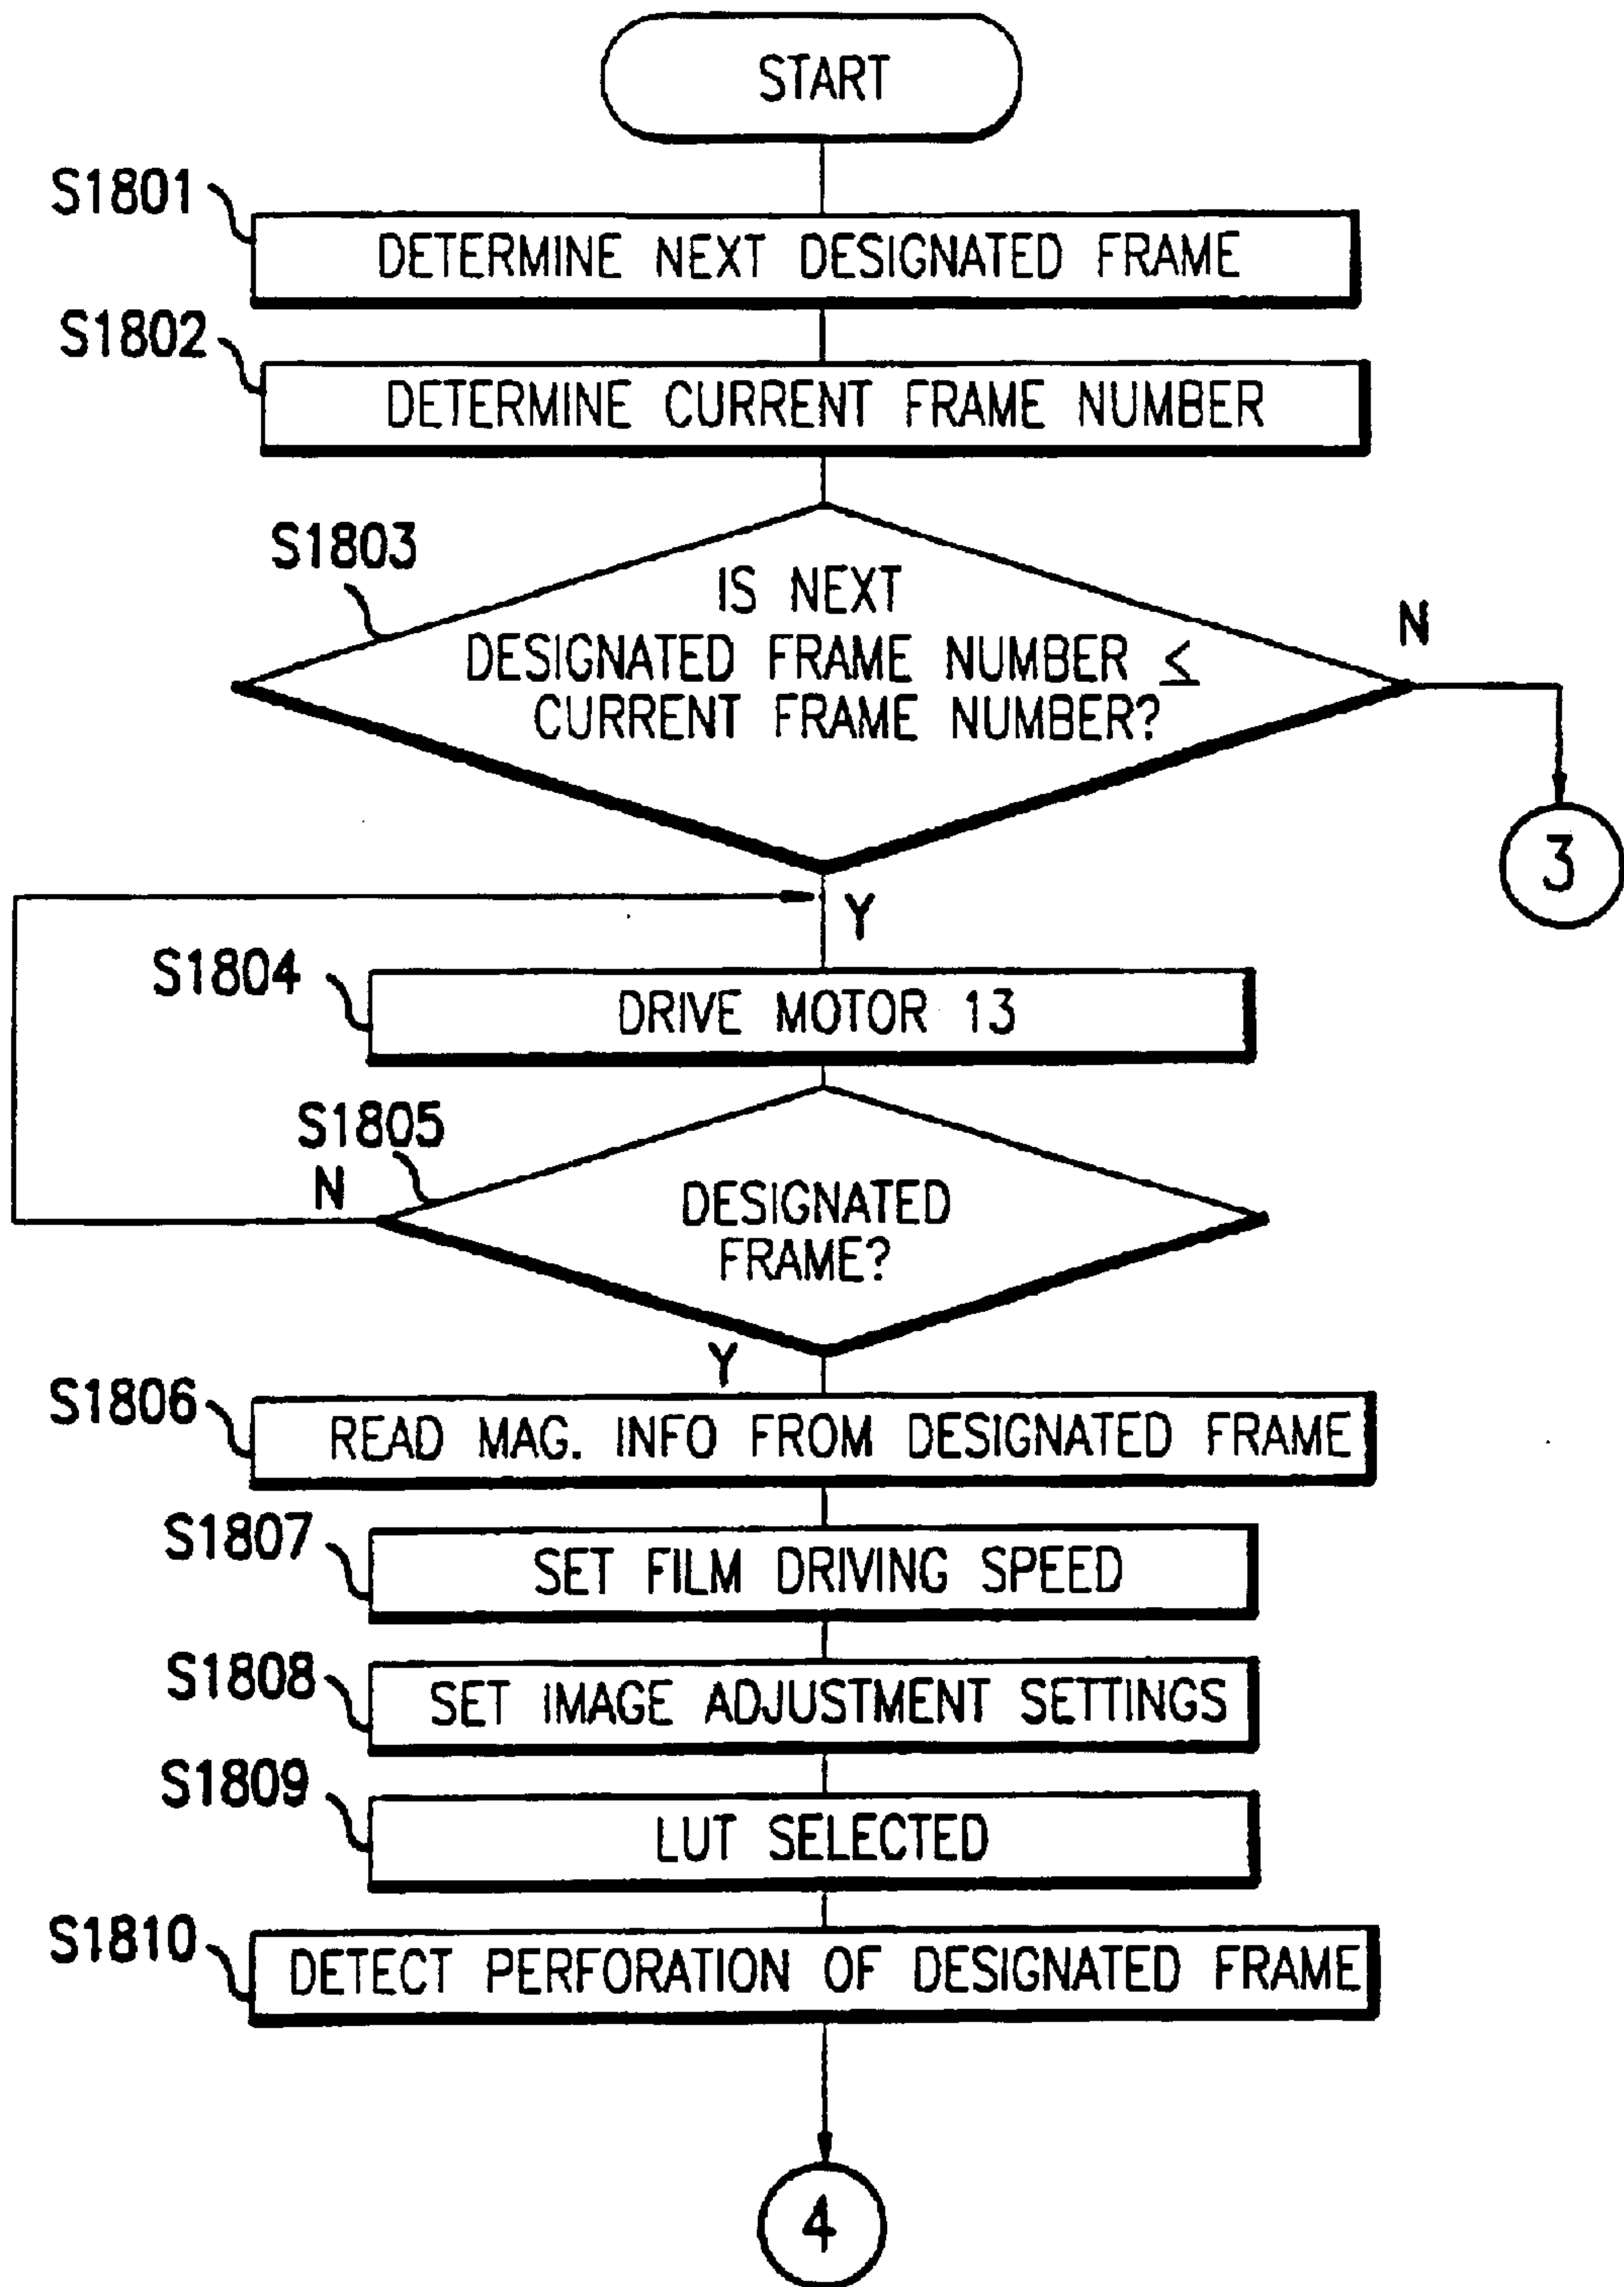 START
S1801
DETERMINE NEXT DESIGNATED FRAME
S1802
DETERMINE CURRENT FRAME NUMBER
S1803
IS NEXT
DESIGNATED FRAME NUMBER ≤
CURRENT FRAME NUMBER?
N
3
Y
S1804
DRIVE MOTOR 13
S1805
N
DESIGNATED
FRAME?
Y
S1806
READ MAG. INFO FROM DESIGNATED FRAME
S1807
SET FILM DRIVING SPEED
S1808
SET IMAGE ADJUSTMENT SETTINGS
S1809
LUT SELECTED
S1810
DETECT PERFORATION OF DESIGNATED FRAME
4